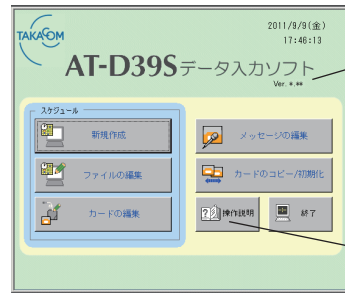 2011/9/9(金)
17:46:13
TAKACOM
AT-D39Sデータ入力ソフト
Ver. *.**
スケジュール
新規作成
メッセージの編集
ファイルの編集
カードのコピー/初期化
カードの編集
操作説明
終了